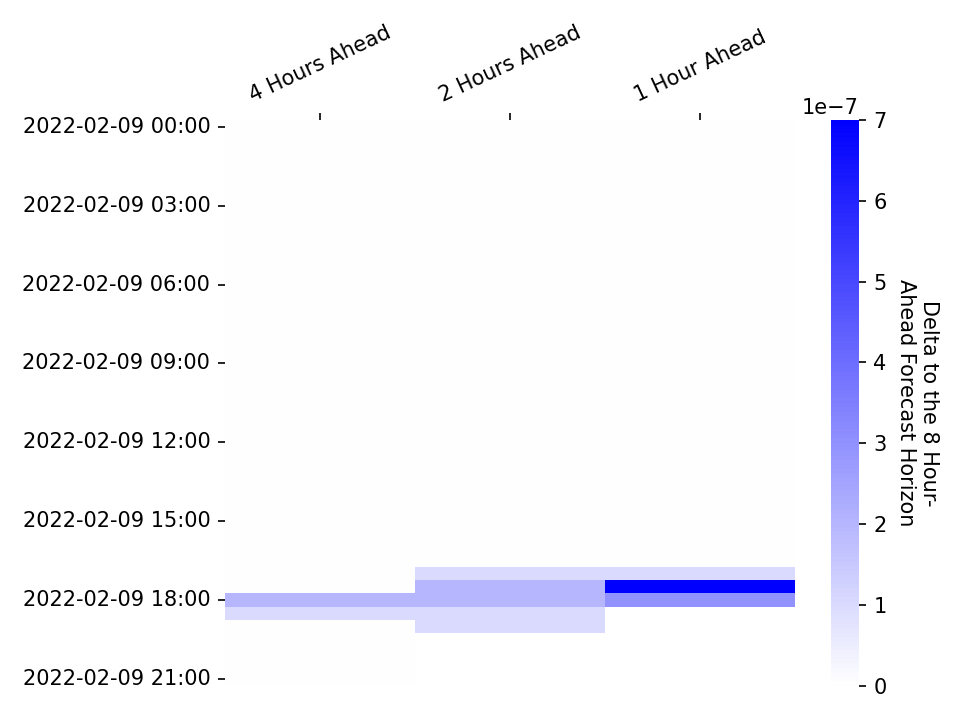 4 Hours Ahead
2 Hours Ahead
1 Hour Ahead
1e−7
2022-02-09 00:00
2022-02-09 03:00
2022-02-09 06:00
2022-02-09 09:00
2022-02-09 12:00
2022-02-09 15:00
2022-02-09 18:00
2022-02-09 21:00
7
6
5
4
3
2
1
0
Delta to the 8 Hour-
Ahead Forecast Horizon